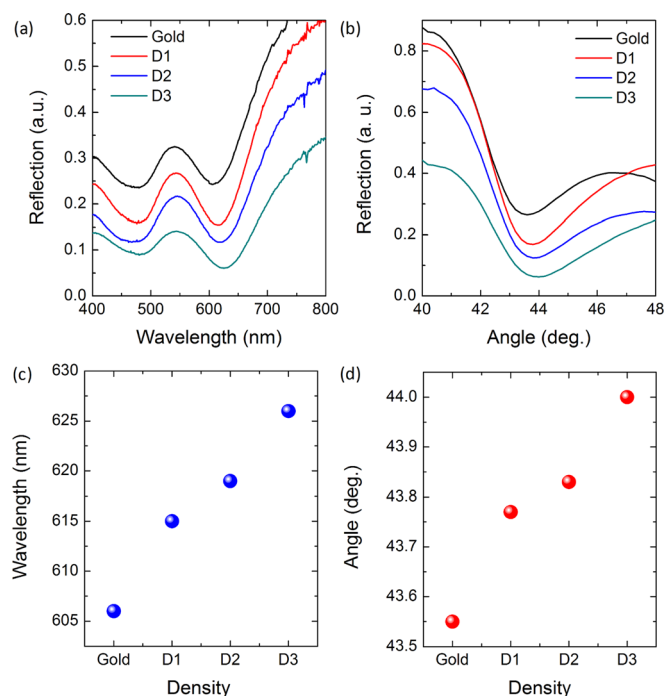 (a)
0.6
0.5
0.4
0.3
0.2
0.1
0.0
Reflection (a.u.)
Gold
D1
D2
D3
400 500 600 700 800
Wavelength (nm)
(b)
0.8
0.6
0.4
0.2
0.0
Reflection (a. u.)
Gold
D1
D2
D3
40 42 44 46 48
Angle (deg.)
(c)
630
625
620
615
610
605
Wavelength (nm)
Gold D1 D2 D3
Density
(d)
44.0
43.9
43.8
43.7
43.6
43.5
Angle (deg.)
Gold D1 D2 D3
Density